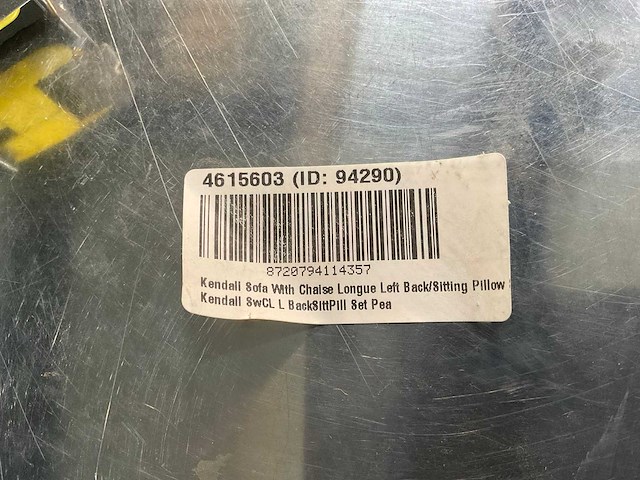 4615603 (ID: 94290)
8720794114357
Kendall Sofa With Chaise Longue Left Back/Sitting Pillow
Kendall SwCL L BackSittPill Set Pea